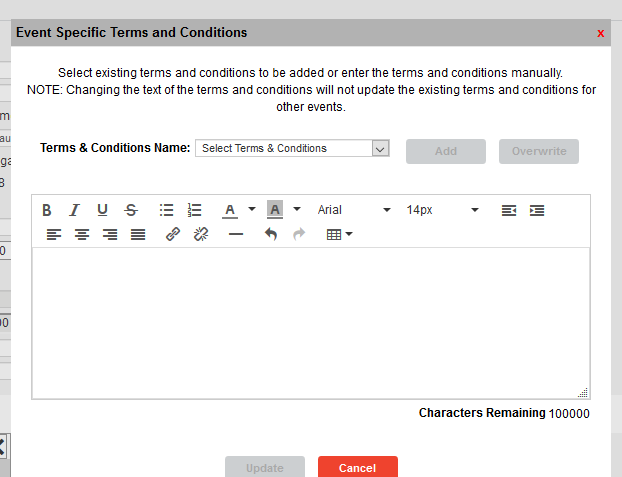 Event Specific Terms and Conditions x
Select existing terms and conditions to be added or enter the terms and conditions manually.
NOTE: Changing the text of the terms and conditions will not update the existing terms and conditions for
other events.
Terms & Conditions Name: Select Terms & Conditions Add Overwrite
B I U S A A Arial 14px
Characters Remaining 100000
Update Cancel